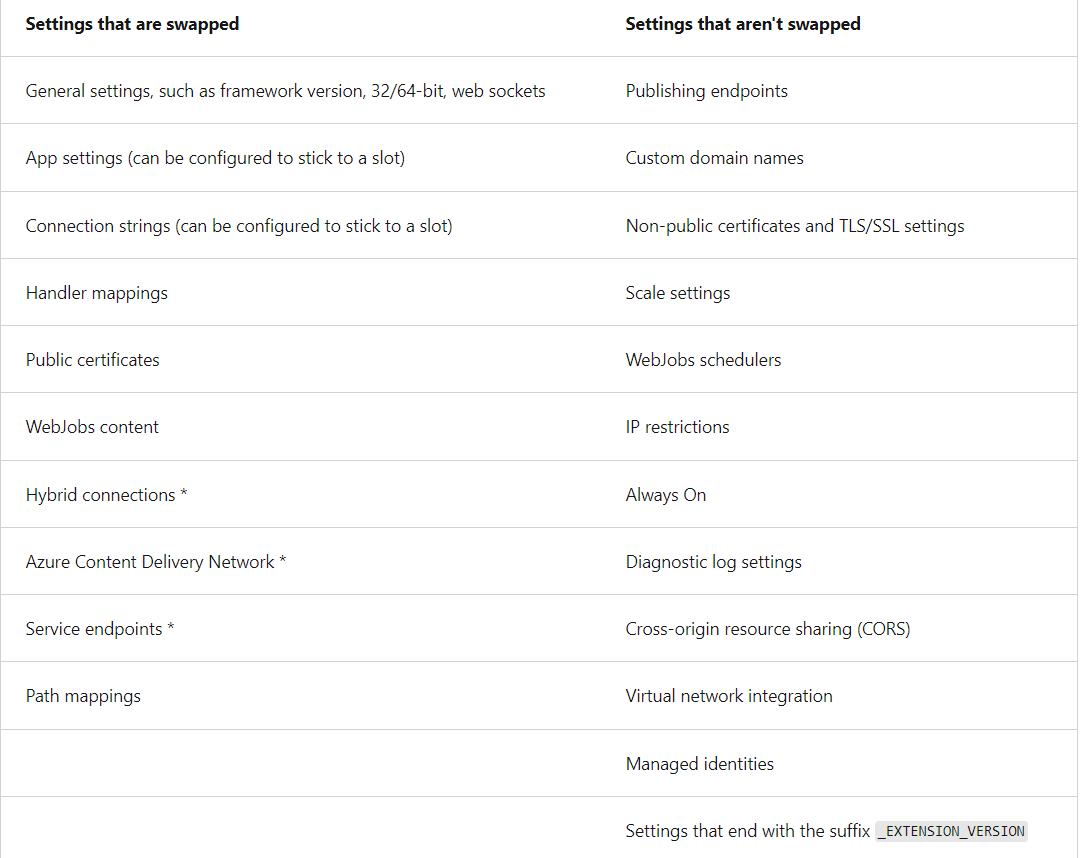 Settings that are swapped Settings that aren't swapped
General settings, such as framework version, 32/64-bit, web sockets Publishing endpoints
App settings (can be configured to stick to a slot) Custom domain names
Connection strings (can be configured to stick to a slot) Non-public certificates and TLS/SSL settings
Handler mappings Scale settings
Public certificates WebJobs schedulers
WebJobs content IP restrictions
Hybrid connections * Always On
Azure Content Delivery Network * Diagnostic log settings
Service endpoints * Cross-origin resource sharing (CORS)
Path mappings Virtual network integration
Managed identities
Settings that end with the suffix _EXTENSION_VERSION